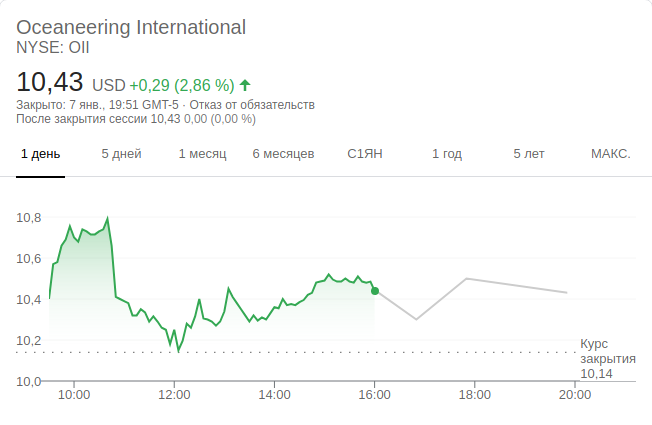 Oceaneering International
NYSE: OII
10,43 USD +0,29 (2,86 %)
Закрыто: 7 янв., 19:51 GMT-5 · Отказ от обязательств
После закрытия сессии 10,43 0,00 (0,00 %)
1 день 5 дней 1 месяц 6 месяцев С1ЯН 1 год 5 лет МАКС.
10,8
10,6
10,4
10,2
Курс
закрытия
10,14
10,0
10:00 12:00 14:00 16:00 18:00 20:00